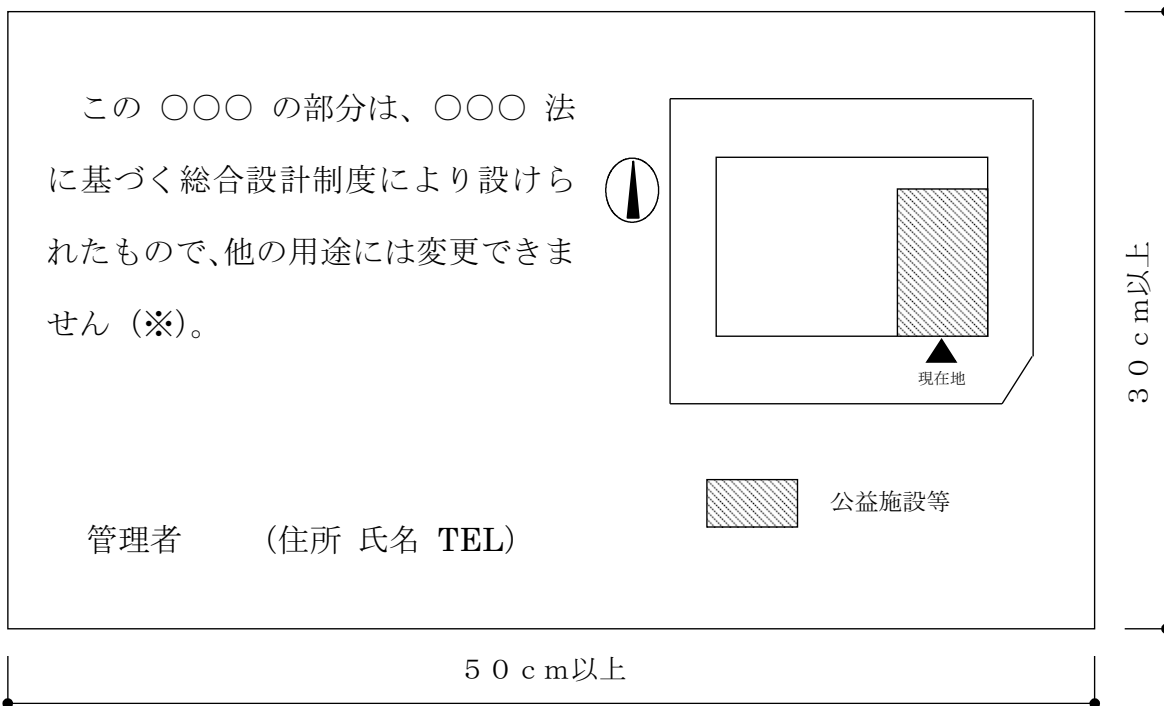 この ○○○ の部分は、○○○ 法
に基づく総合設計制度により設けら
れたもので、他の用途には変更できま
せん（※）。
現在地
公益施設等
管理者　　（住所 氏名 TEL）
３０ｃｍ以上
５０ｃｍ以上